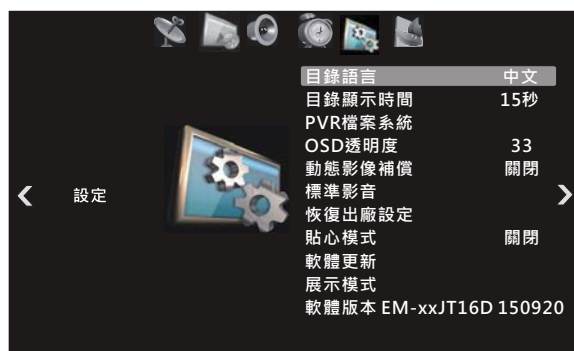 目錄語言 中文
目錄顯示時間 15秒
PVR檔案系統
OSD透明度 33
動態影像補償 關閉
設定
標準影音
恢復出廠設定
貼心模式 關閉
軟體更新
展示模式
軟體版本 EM-xxJT16D 150920